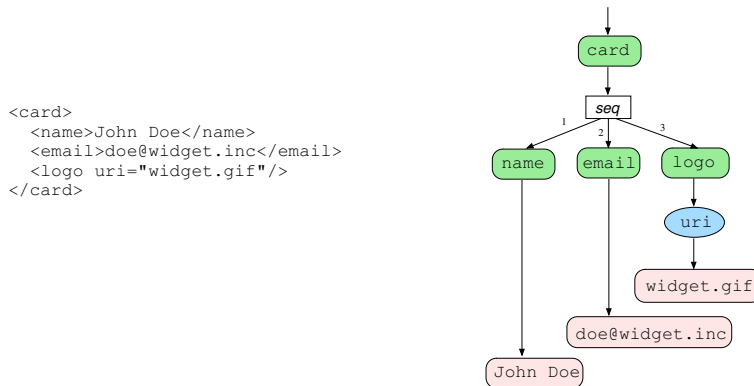 <card>
<name>John Doe</name>
<email>doe@widget.inc</email>
<logo uri="widget.gif"/>
</card>
card
seq
1
2
3
name
email
logo
uri
widget.gif
doe@widget.inc
John Doe